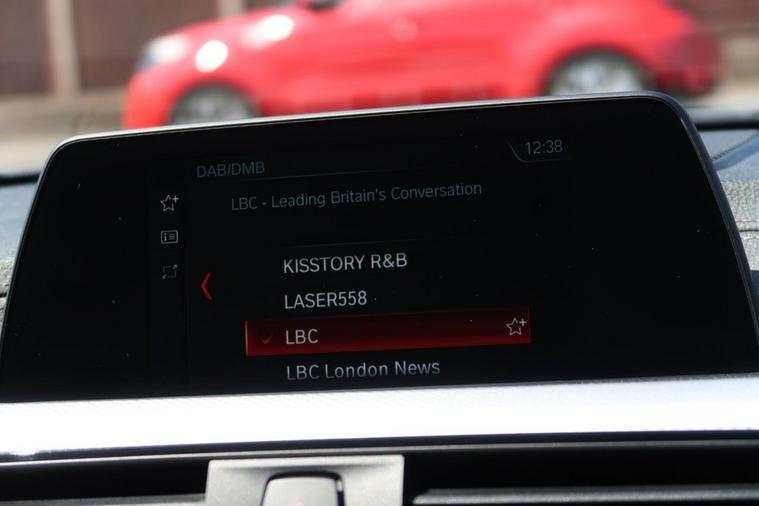 DAB/DMB
12:38
LBC - Leading Britain's Conversation
KISSTORY R&B
LASER558
LBC
LBC London News